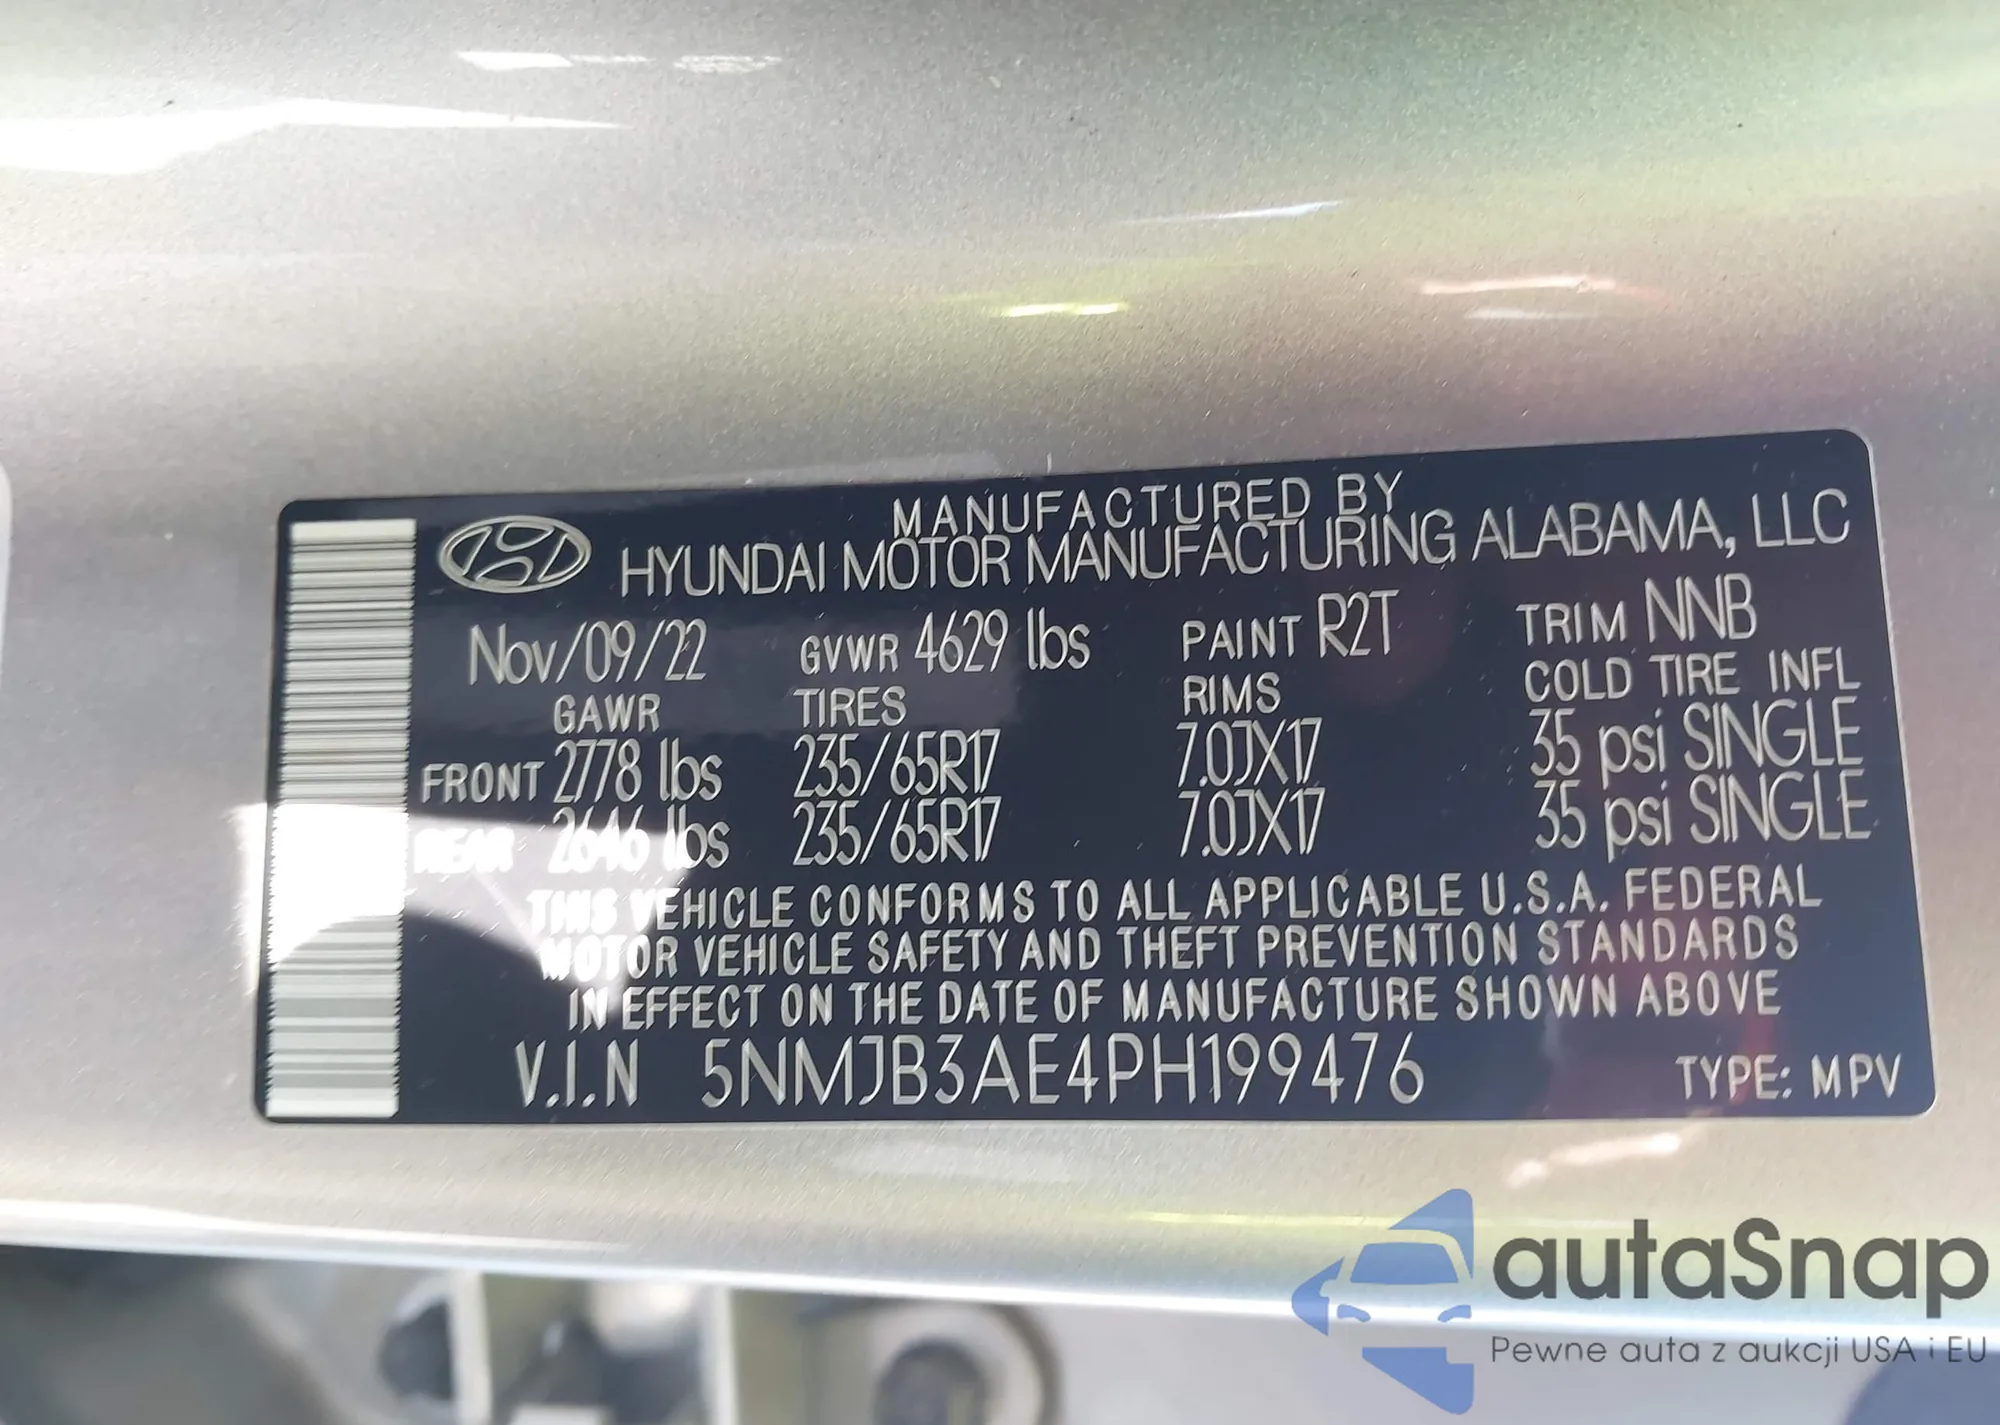 MANUFACTURED BY
HYUNDAI MOTOR MANUFACTURING ALABAMA, LLC
Nov/09/22 GVWR 4629 lbs PAINT R2T TRIM NNB
GAWR TIRES RIMS COLD TIRE INFL
FRONT 2778 lbs 235/65R17 7.0JX17 35 psi SINGLE
REAR 2646 lbs 235/65R17 7.0JX17 35 psi SINGLE
THIS VEHICLE CONFORMS TO ALL APPLICABLE U.S.A. FEDERAL
MOTOR VEHICLE SAFETY AND THEFT PREVENTION STANDARDS
IN EFFECT ON THE DATE OF MANUFACTURE SHOWN ABOVE
V.I.N 5NMJB3AE4PH199476 TYPE: MPV
autaSnap
Pewne auta z aukcji USA i EU